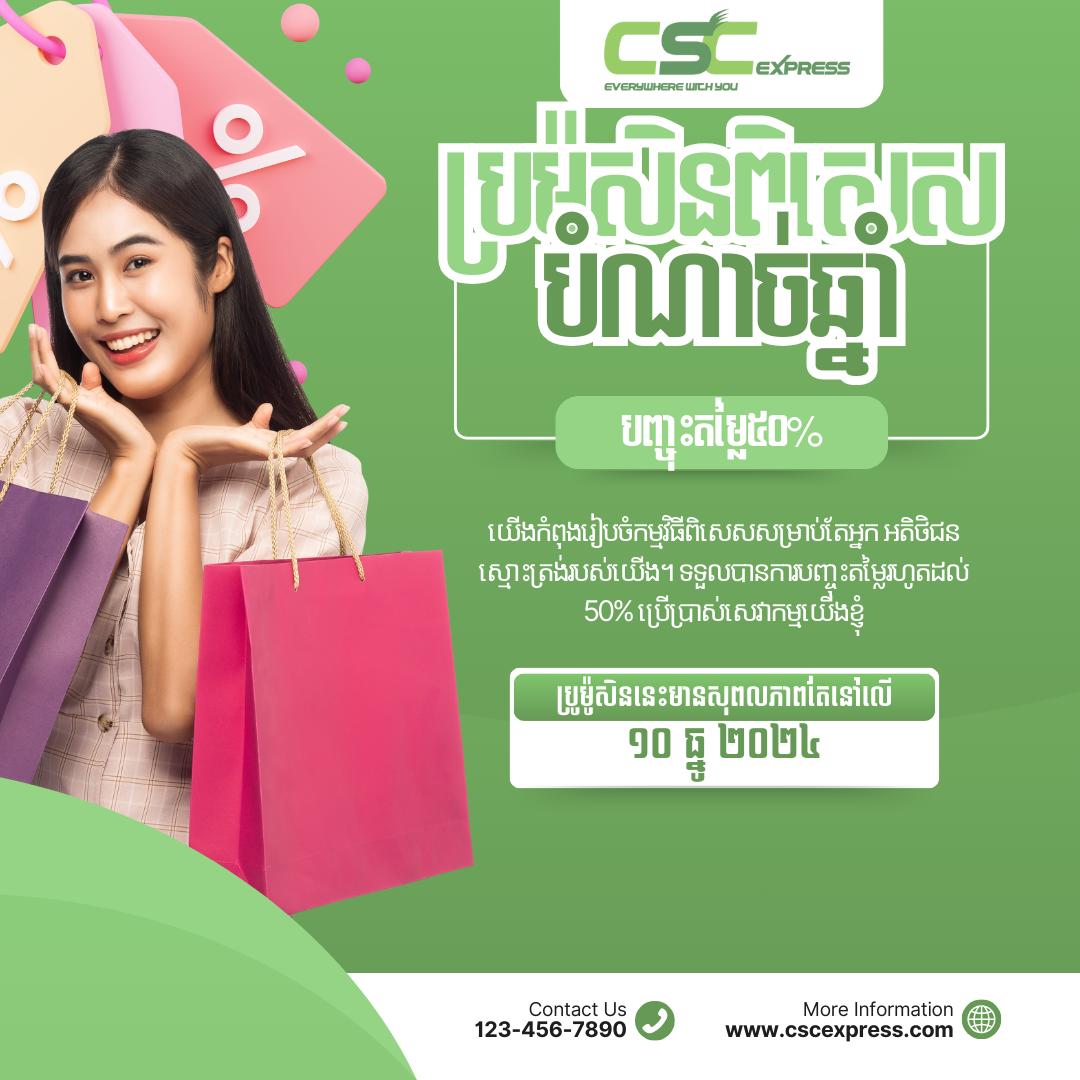 CSC EXPRESS
EVERYWHERE WITH YOU
ប្រូម៉ូសិនពិសេស
បំណាច់ឆ្នាំ
បញ្ចុះតម្លៃ៥០%
យើងកំពុងរៀបចំកម្មវិធីពិសេសសម្រាប់តែអ្នក អតិថិជន
ស្មោះត្រង់របស់យើង។ ទទួលបានការបញ្ចុះតម្លៃរហូតដល់
50% ប្រើប្រាស់សេវាកម្មយើងខ្ញុំ
ប្រូម៉ូសិននេះមានសុពលភាពតែនៅលើ
១០ ធ្នូ ២០២៤
Contact Us
123-456-7890
More Information
www.cscexpress.com